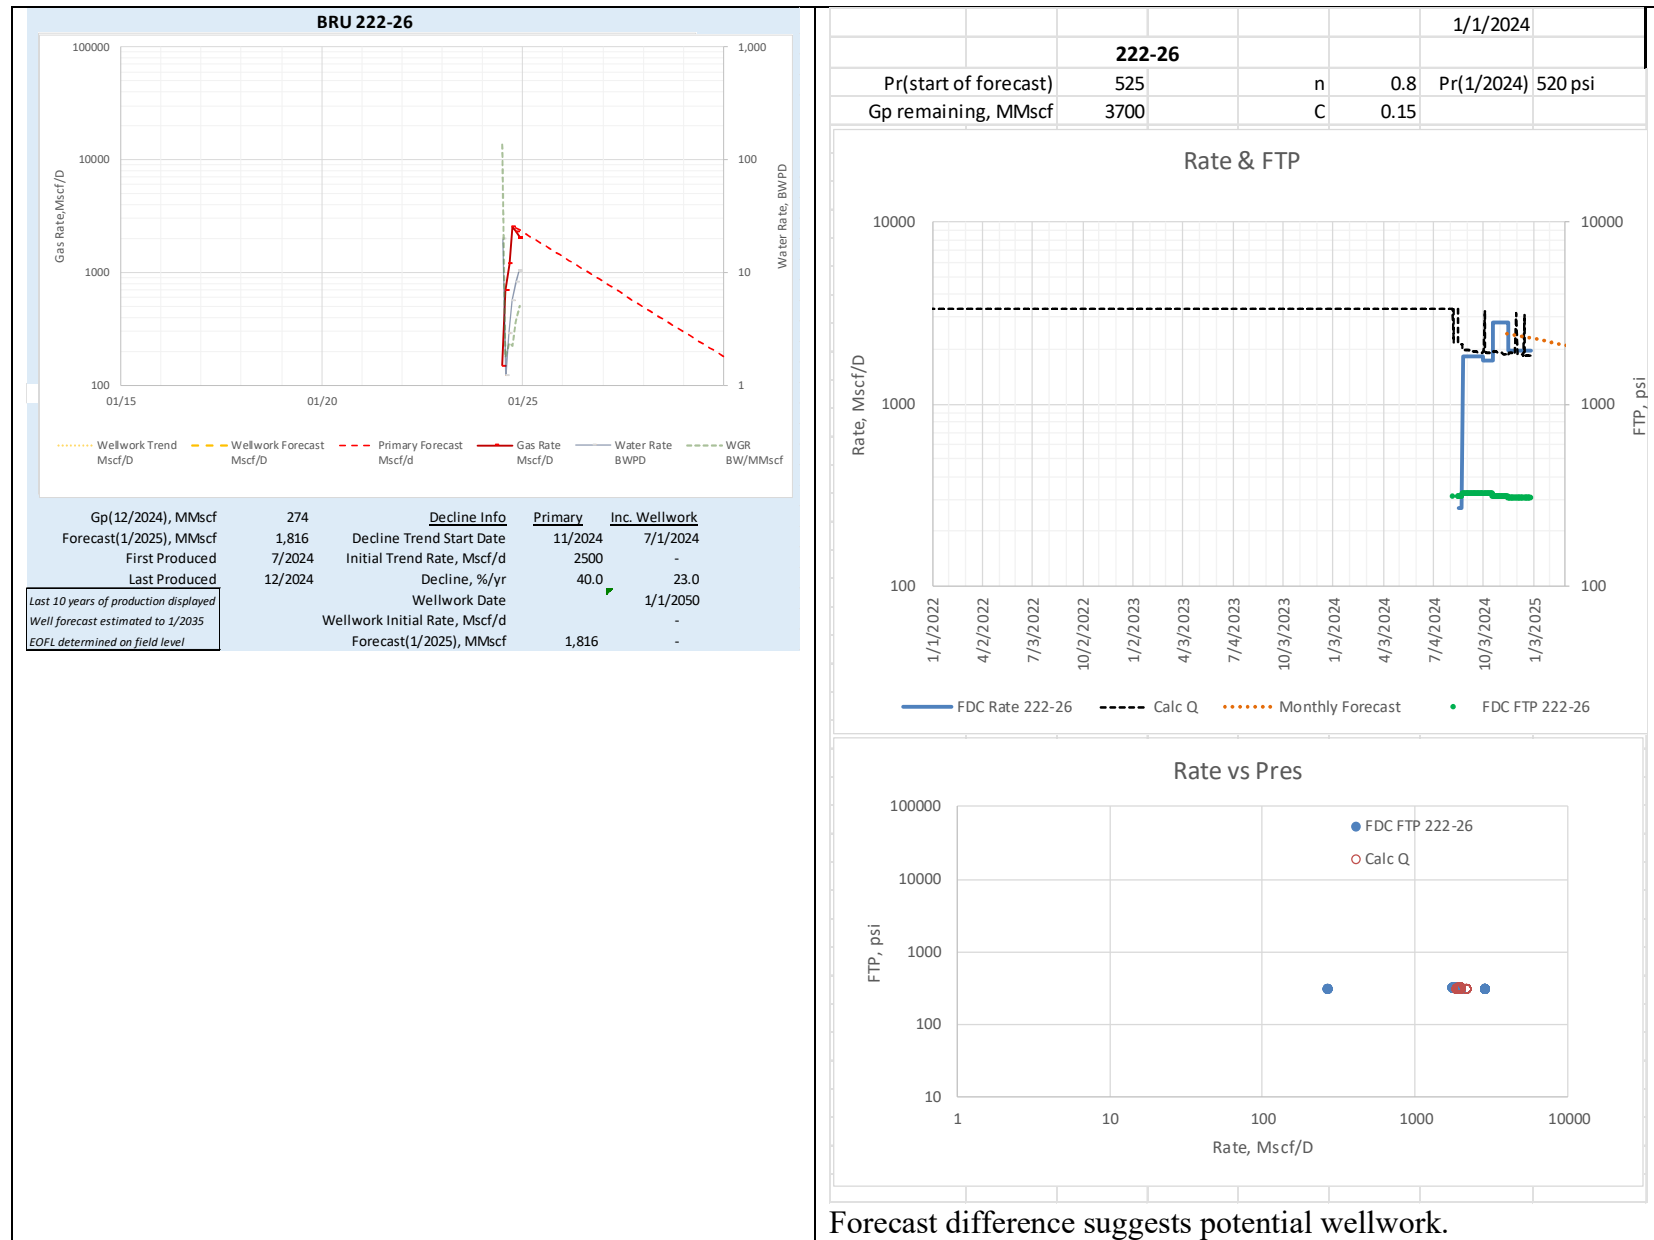 BRU 222-26
100000
10000
1000
100
1,000
100
10
1
Gas Rate,Mscf/D
Water Rate, BWPD
01/15
01/20
01/25
Wellwork Trend Mscf/D
Wellwork Forecast Mscf/D
Primary Forecast Mscf/d
Gas Rate Mscf/D
Water Rate BWPD
WGR BW/MMscf
Gp(12/2024), MMscf 274 Decline Info Primary Inc. Wellwork
Forecast(1/2025), MMscf 1,816 Decline Trend Start Date 11/2024 7/1/2024
First Produced 7/2024 Initial Trend Rate, Mscf/d 2500 -
Last Produced 12/2024 Decline, %/yr 40.0 23.0
Last 10 years of production displayed Wellwork Date 1/1/2050
Well forecast estimated to 1/2035 Wellwork Initial Rate, Mscf/d -
EOFL determined on field level Forecast(1/2025), MMscf 1,816 -
1/1/2024
222-26
Pr(start of forecast) 525 n 0.8 Pr(1/2024) 520 psi
Gp remaining, MMscf 3700 C 0.15
Rate & FTP
10000
1000
100
10000
1000
100
Rate, Mscf/D
FTP, psi
1/1/2022
4/2/2022
7/3/2022
10/2/2022
1/2/2023
4/3/2023
7/4/2023
10/3/2023
1/3/2024
4/3/2024
7/4/2024
10/3/2024
1/3/2025
FDC Rate 222-26 Calc Q Monthly Forecast FDC FTP 222-26
Rate vs Pres
100000
10000
1000
100
10
FTP, psi
FDC FTP 222-26
Calc Q
1 10 100 1000 10000
Rate, Mscf/D
Forecast difference suggests potential wellwork.